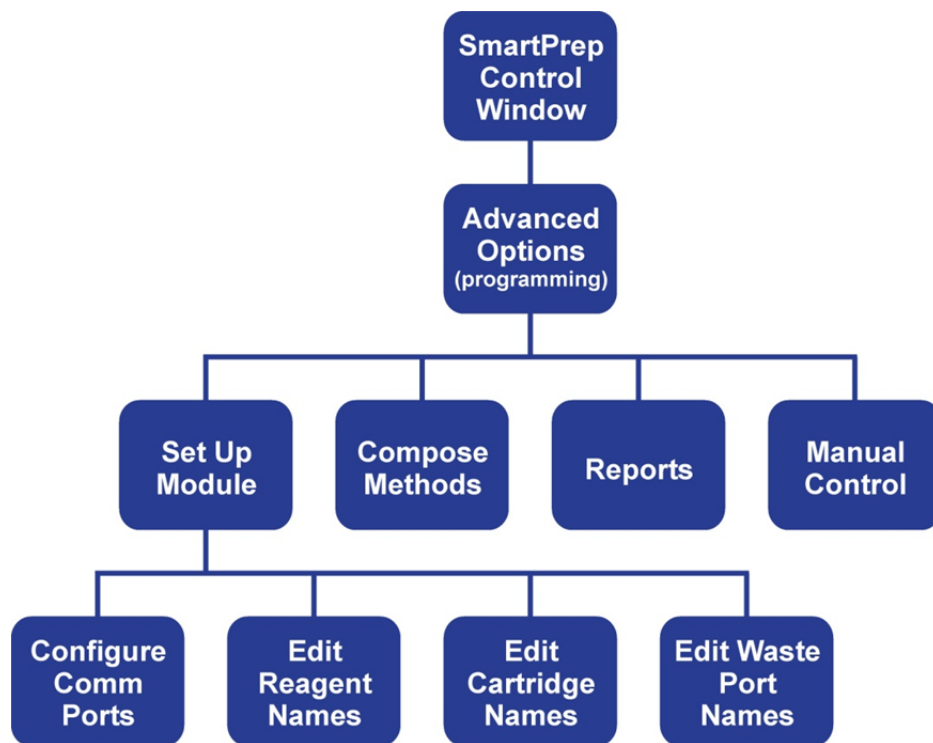 SmartPrep
Control
Window
Advanced
Options
(programming)
Set Up
Module
Compose
Methods
Reports
Manual
Control
Configure
Comm
Ports
Edit
Reagent
Names
Edit
Cartridge
Names
Edit Waste
Port
Names